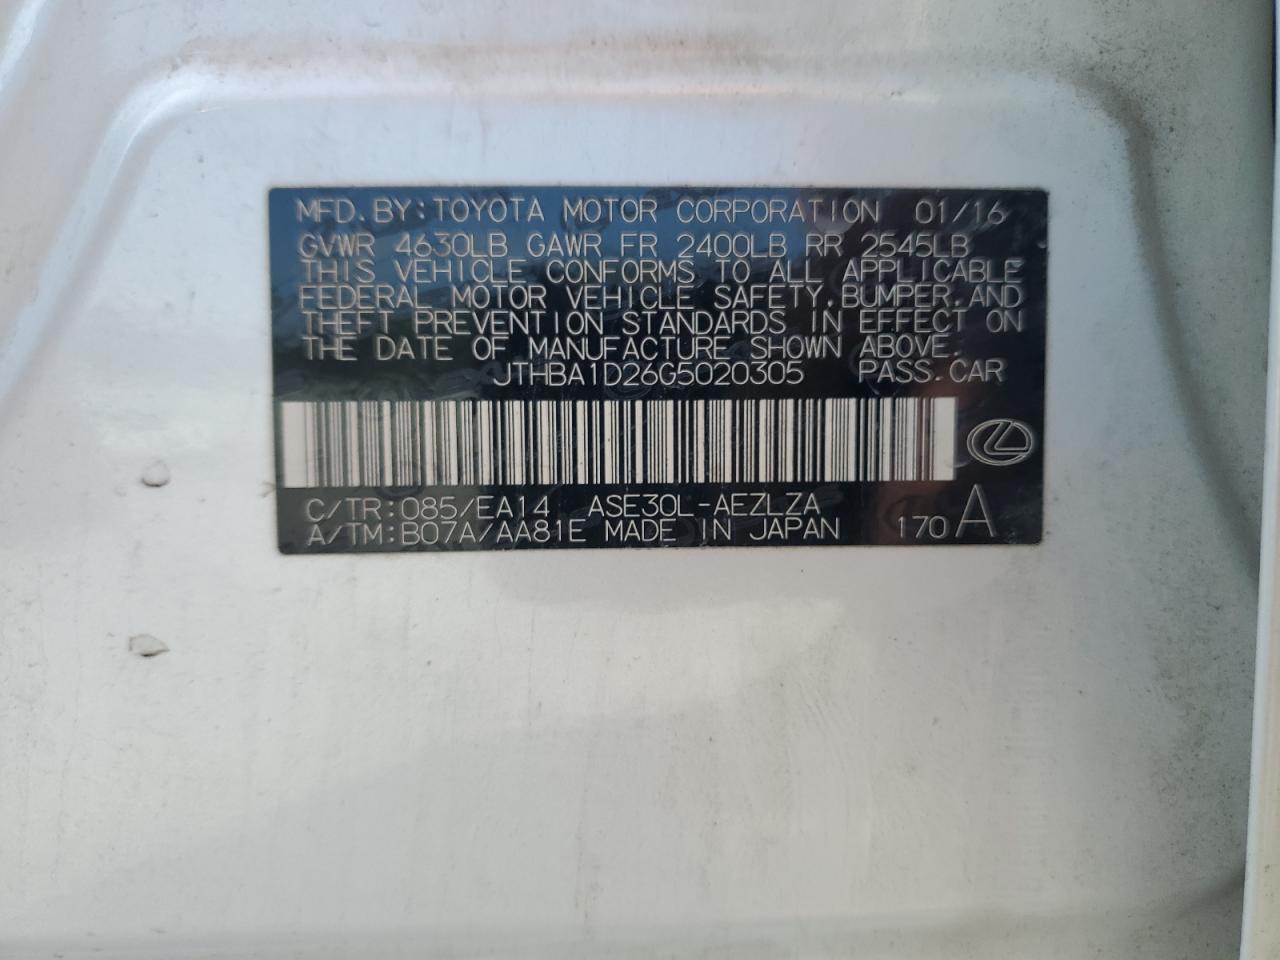 MFD.BY:TOYOTA MOTOR CORPORATION 01/16
GVWR 4630LB GAWR FR 2400LB RR 2545LB
THIS VEHICLE CONFORMS TO ALL APPLICABLE
FEDERAL MOTOR VEHICLE SAFETY,BUMPER,AND
THEFT PREVENTION STANDARDS IN EFFECT ON
THE DATE OF MANUFACTURE SHOWN ABOVE.
JTHBA1D26G5020305 PASS.CAR
C/TR:085/EA14 ASE30L-AEZLZA
A/TM:B07A/AA81E MADE IN JAPAN 170 A